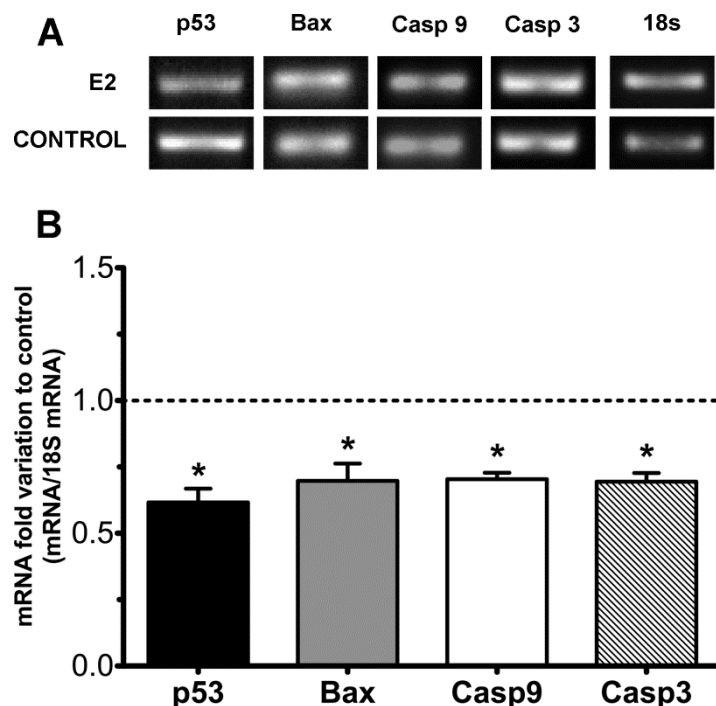 A
p53 Bax Casp 9 Casp 3 18s
E2
CONTROL
B
mRNA fold variation to control
(mRNA/18S mRNA)
1.5
1.0
0.5
0.0
* * * *
p53 Bax Casp9 Casp3